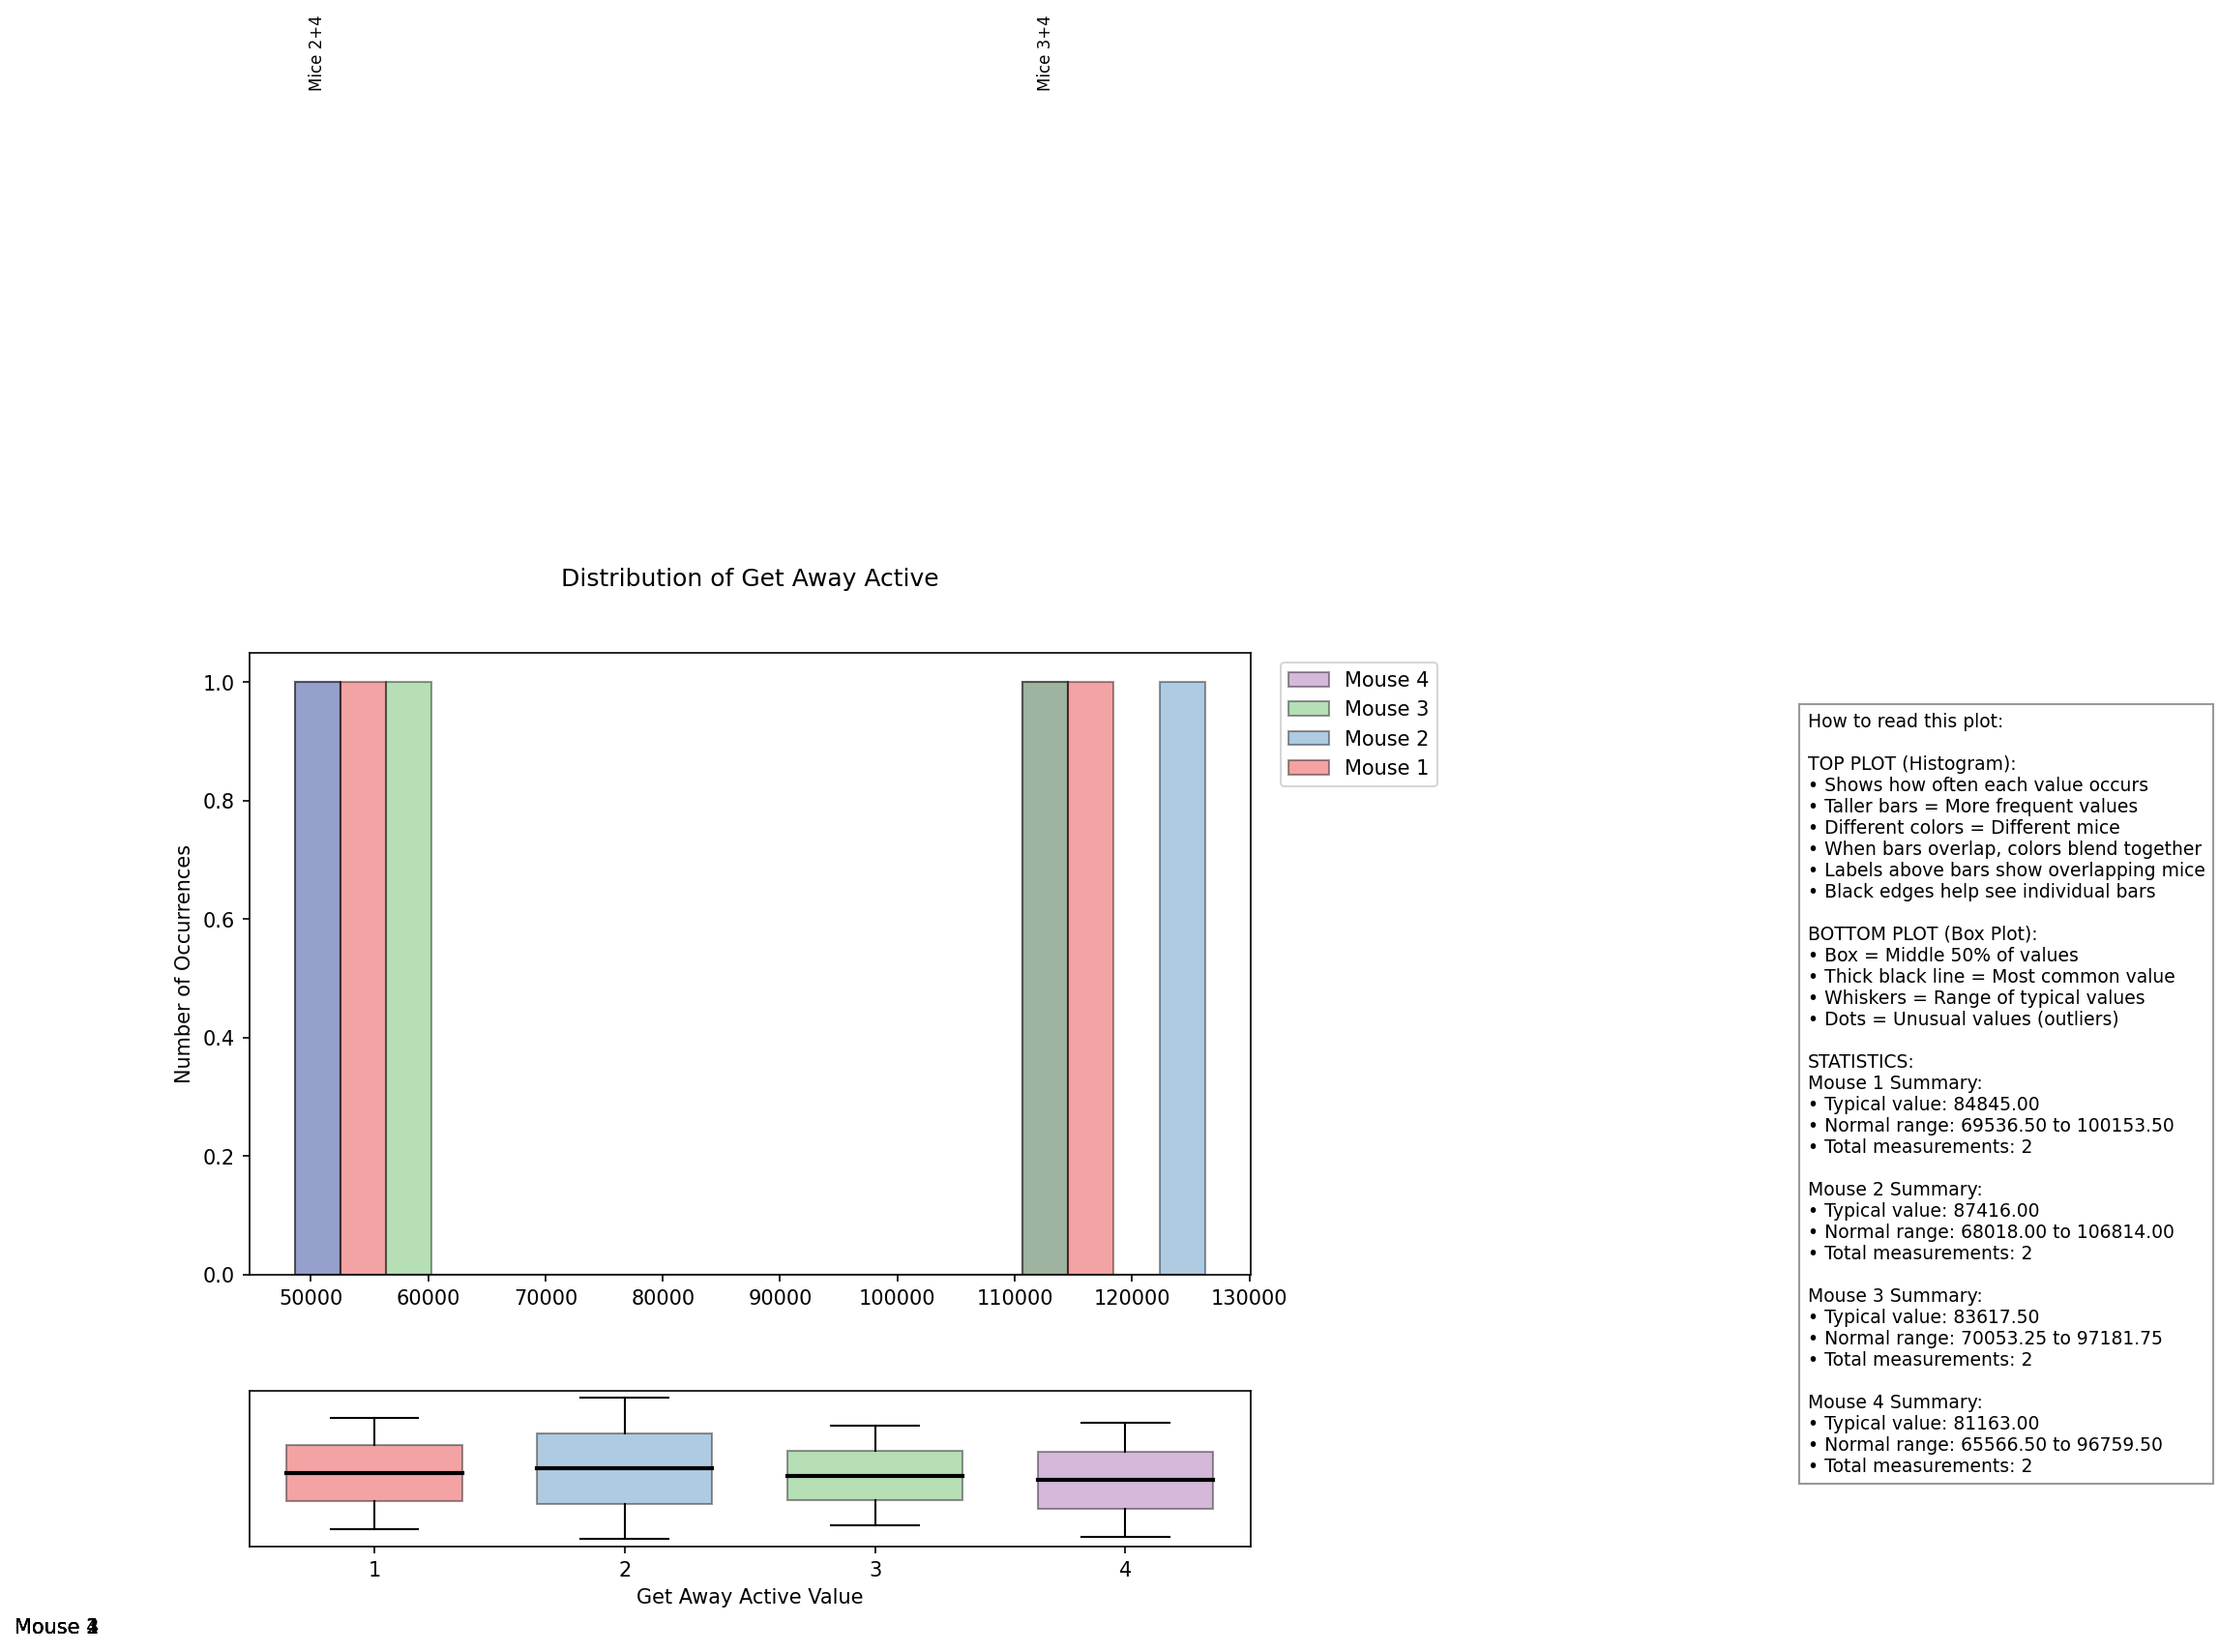 Mice 2+4
Mice 3+4
Distribution of Get Away Active
Number of Occurrences
1.0
0.8
0.6
0.4
0.2
0.0
50000
60000
70000
80000
90000
100000
110000
120000
130000
Mouse 4
Mouse 3
Mouse 2
Mouse 1
How to read this plot:
TOP PLOT (Histogram):
• Shows how often each value occurs
• Taller bars = More frequent values
• Different colors = Different mice
• When bars overlap, colors blend together
• Labels above bars show overlapping mice
• Black edges help see individual bars
BOTTOM PLOT (Box Plot):
• Box = Middle 50% of values
• Thick black line = Most common value
• Whiskers = Range of typical values
• Dots = Unusual values (outliers)
STATISTICS:
Mouse 1 Summary:
• Typical value: 84845.00
• Normal range: 69536.50 to 100153.50
• Total measurements: 2
Mouse 2 Summary:
• Typical value: 87416.00
• Normal range: 68018.00 to 106814.00
• Total measurements: 2
Mouse 3 Summary:
• Typical value: 83617.50
• Normal range: 70053.25 to 97181.75
• Total measurements: 2
Mouse 4 Summary:
• Typical value: 81163.00
• Normal range: 65566.50 to 96759.50
• Total measurements: 2
1
2
3
4
Get Away Active Value
Mouse